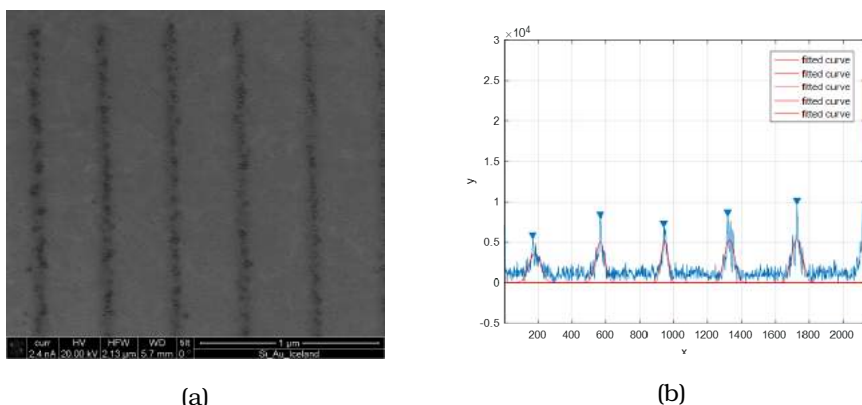 curr HV HFW WD tilt 1 µm
2.4 nA 20.00 kV 2.13 µm 5.7 mm 0° Si_Au_Iceland
(a)
×10⁴
3
2.5
2
1.5
1
0.5
0
-0.5
y
200 400 600 800 1000 1200 1400 1600 1800 2000
x
fitted curve
fitted curve
fitted curve
fitted curve
fitted curve
(b)